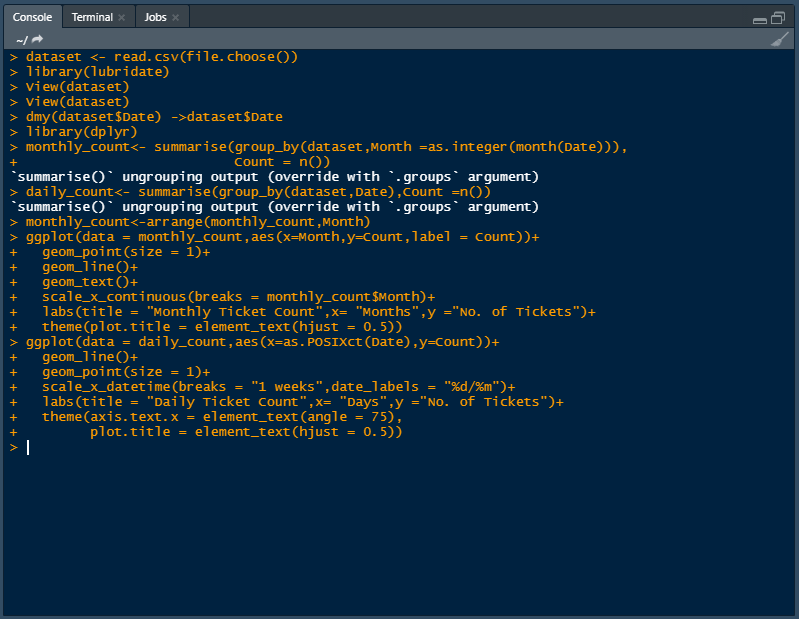 Console Terminal Jobs
~/
> dataset <- read.csv(file.choose())
> library(lubridate)
> View(dataset)
> View(dataset)
> dmy(dataset$Date) ->dataset$Date
> library(dplyr)
> monthly_count<- summarise(group_by(dataset,Month =as.integer(month(Date))),
+                           Count = n())
`summarise()` ungrouping output (override with `.groups` argument)
> daily_count<- summarise(group_by(dataset,Date),Count =n())
`summarise()` ungrouping output (override with `.groups` argument)
> monthly_count<-arrange(monthly_count,Month)
> ggplot(data = monthly_count,aes(x=Month,y=Count,label = Count))+
+   geom_point(size = 1)+
+   geom_line()+
+   geom_text()+
+   scale_x_continuous(breaks = monthly_count$Month)+
+   labs(title = "Monthly Ticket Count",x= "Months",y ="No. of Tickets")+
+   theme(plot.title = element_text(hjust = 0.5))
> ggplot(data = daily_count,aes(x=as.POSIXct(Date),y=Count))+
+   geom_line()+
+   geom_point(size = 1)+
+   scale_x_datetime(breaks = "1 weeks",date_labels = "%d/%m")+
+   labs(title = "Daily Ticket Count",x= "Days",y ="No. of Tickets")+
+   theme(axis.text.x = element_text(angle = 75),
+         plot.title = element_text(hjust = 0.5))
>